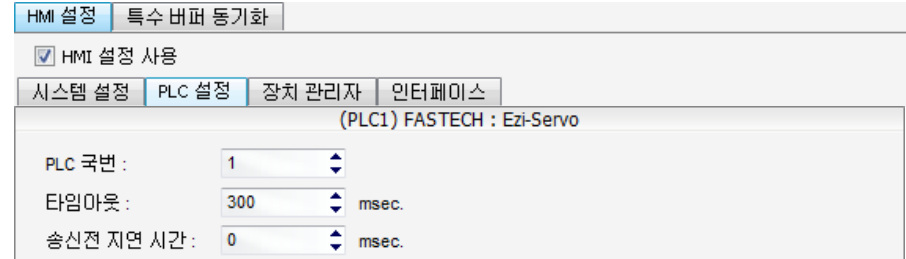 HMI 설정 특수 버퍼 동기화
HMI 설정 사용
시스템 설정 PLC 설정 장치 관리자 인터페이스
(PLC1) FASTECH : Ezi-Servo
PLC 국번 : 1
타임아웃 : 300 msec.
송신전 지연 시간 : 0 msec.